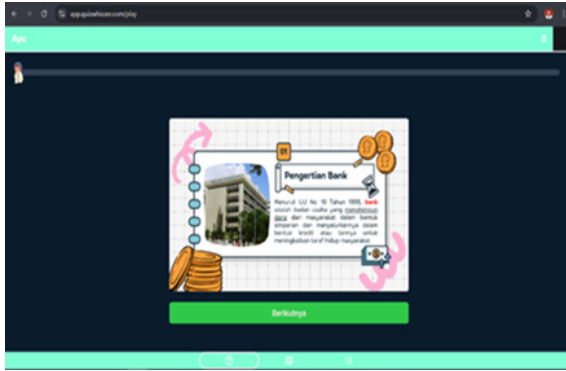 app.quizwhizzer.com/play
Ayu
0
01
Pengertian Bank
Menurut UU No. 10 Tahun 1998, bank
adalah badan usaha yang menghimpun
dana dari masyarakat dalam bentuk
simpanan dan menyalurkannya dalam
bentuk kredit atau lainnya untuk
meningkatkan taraf hidup masyarakat.
Berikutnya